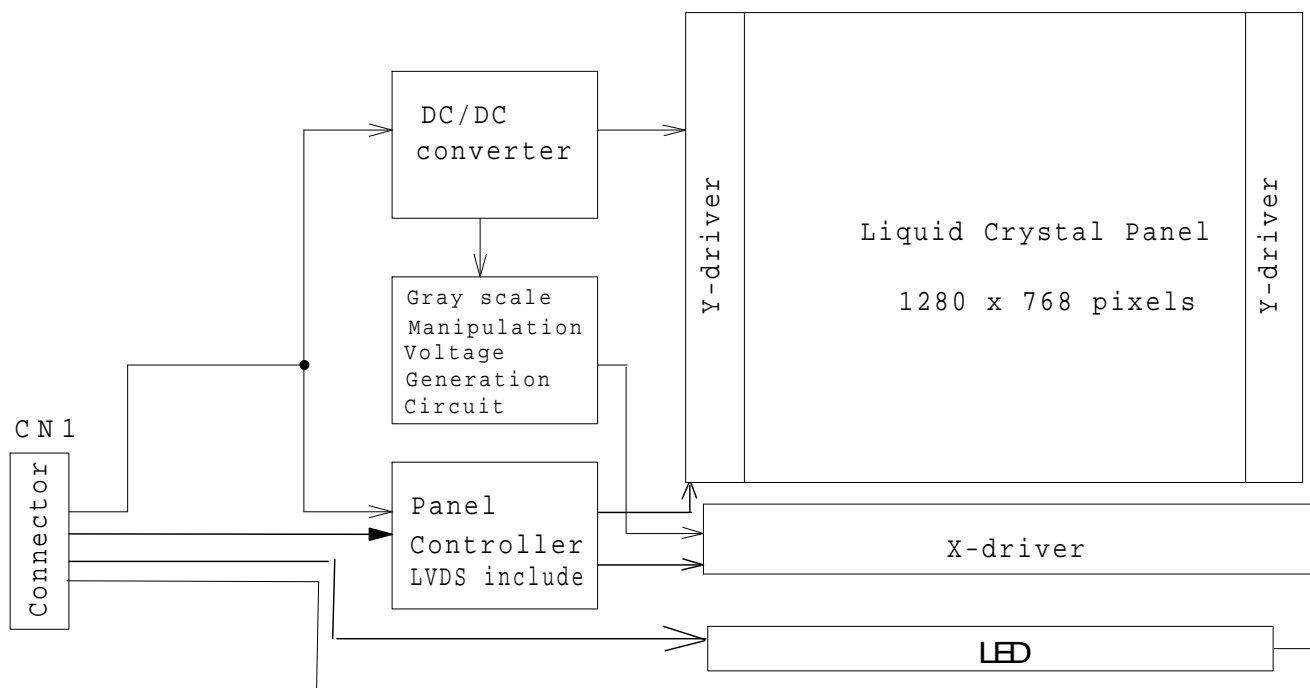 DC/DC
converter
Y-driver
Liquid Crystal Panel
1280 x 768 pixels
Y-driver
Gray scale
Manipulation
Voltage
Generation
Circuit
CN1
Connector
Panel
Controller
LVDS include
X-driver
LED